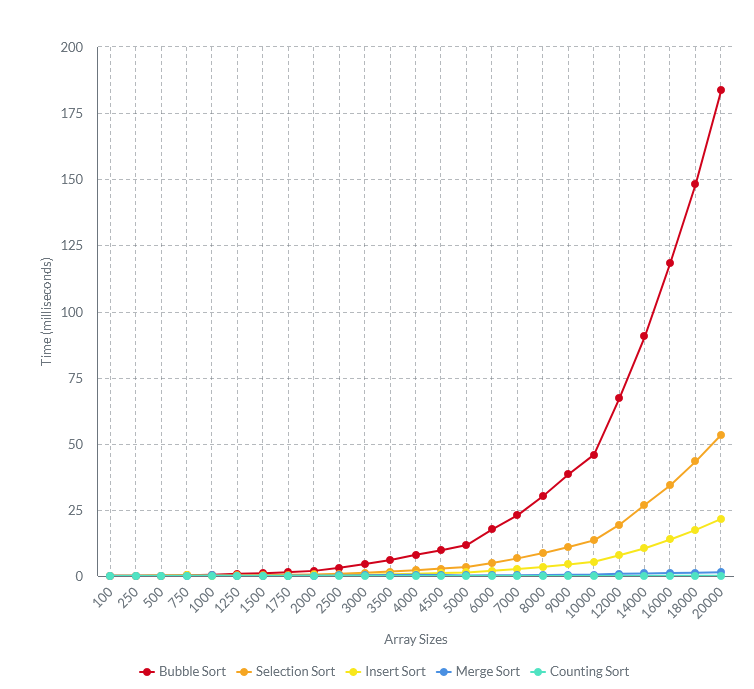 200
175
150
125
100
75
50
25
0
Time (milliseconds)
100 250 500 750 1000 1250 1500 1750 2000 2500 3000 3500 4000 4500 5000 6000 7000 8000 9000 10000 12000 14000 16000 18000 20000
Array Sizes
Bubble Sort Selection Sort Insert Sort Merge Sort Counting Sort